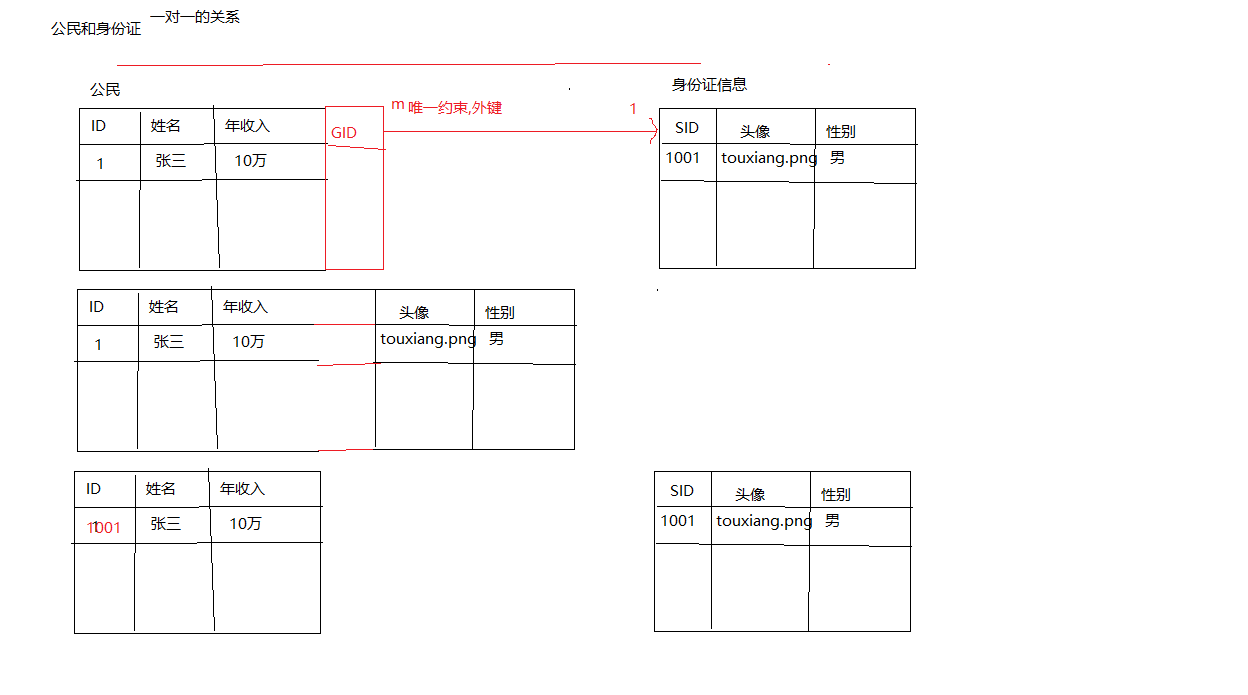 一对一的关系
公民和身份证
公民
身份证信息
m 唯一约束,外键 1
ID 姓名 年收入 GID
SID 头像 性别
1 张三 10万
1001 touxiang.png 男
ID 姓名 年收入 头像 性别
1 张三 10万 touxiang.png 男
ID 姓名 年收入
SID 头像 性别
1 1001 张三 10万
1001 touxiang.png 男